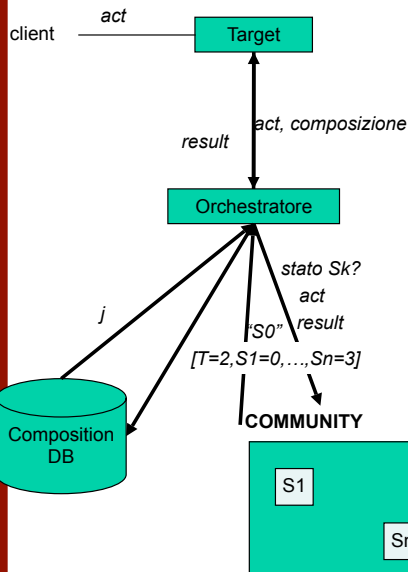 act
client
Target
act, composizione
result
Orchestratore
stato Sk?
act
j
result
“S0”
[T=2,S1=0,…,Sn=3]
COMMUNITY
Composition
DB
S1
Sn